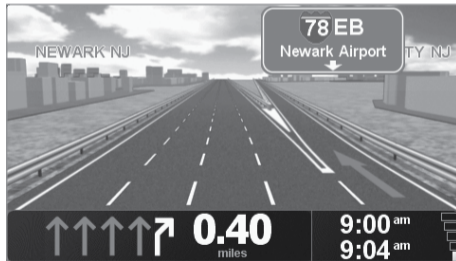 78 EB
Newark Airport
NEWARK NJ
TY NJ
0.40
miles
9:00 am
9:04 am